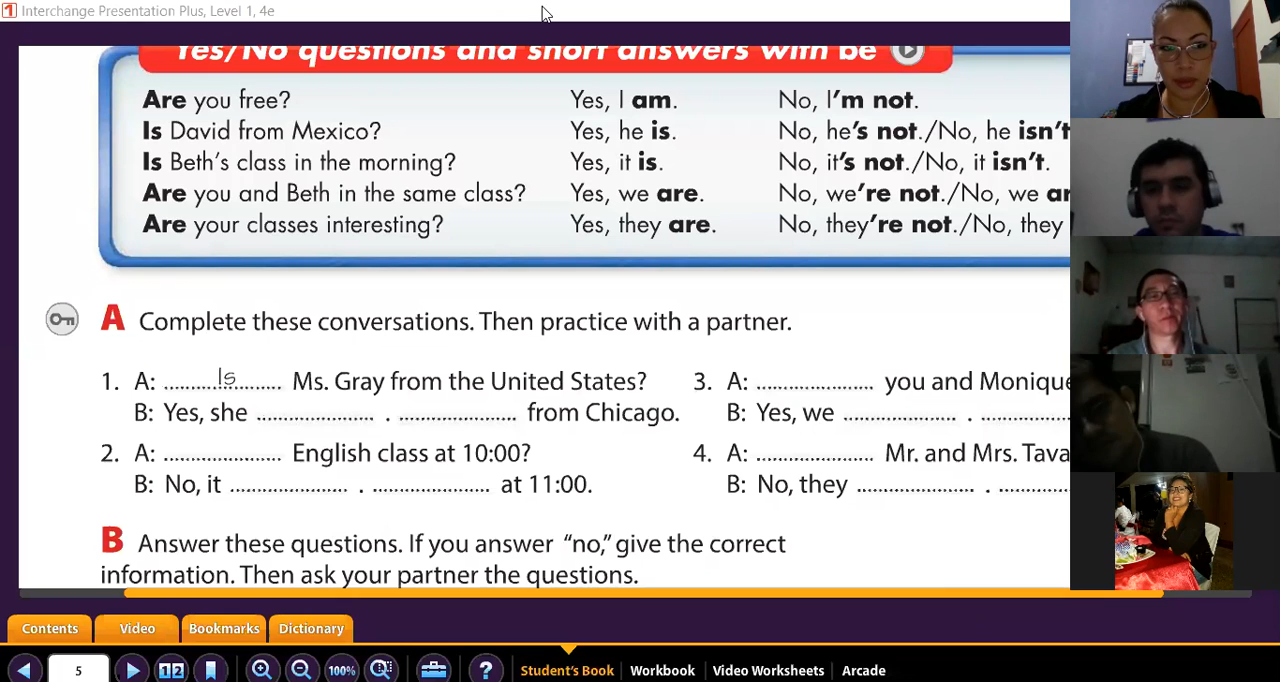 Interchange Presentation Plus, Level 1, 4e
Yes/No questions and short answers with be
Are you free? Yes, I am. No, I'm not.
Is David from Mexico? Yes, he is. No, he's not./No, he isn't
Is Beth's class in the morning? Yes, it is. No, it's not./No, it isn't.
Are you and Beth in the same class? Yes, we are. No, we're not./No, we ar
Are your classes interesting? Yes, they are. No, they're not./No, they
A Complete these conversations. Then practice with a partner.
1. A: ..........Is.......... Ms. Gray from the United States?
B: Yes, she .................... . .................... from Chicago.
2. A: .................... English class at 10:00?
B: No, it .................... . .................... at 11:00.
3. A: .................... you and Monique
B: Yes, we .................... . ....................
4. A: .................... Mr. and Mrs. Tava
B: No, they .................... . ....................
B Answer these questions. If you answer “no,” give the correct
information. Then ask your partner the questions.
Contents Video Bookmarks Dictionary
5 1 2 100% ? Student's Book Workbook Video Worksheets Arcade